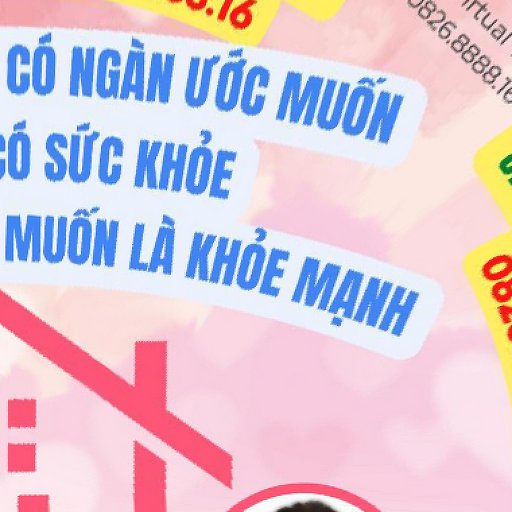 CÓ NGÀN ƯỚC MUỐN
CÓ SỨC KHỎE
MUỐN LÀ KHỎE MẠNH
0826.8888.16